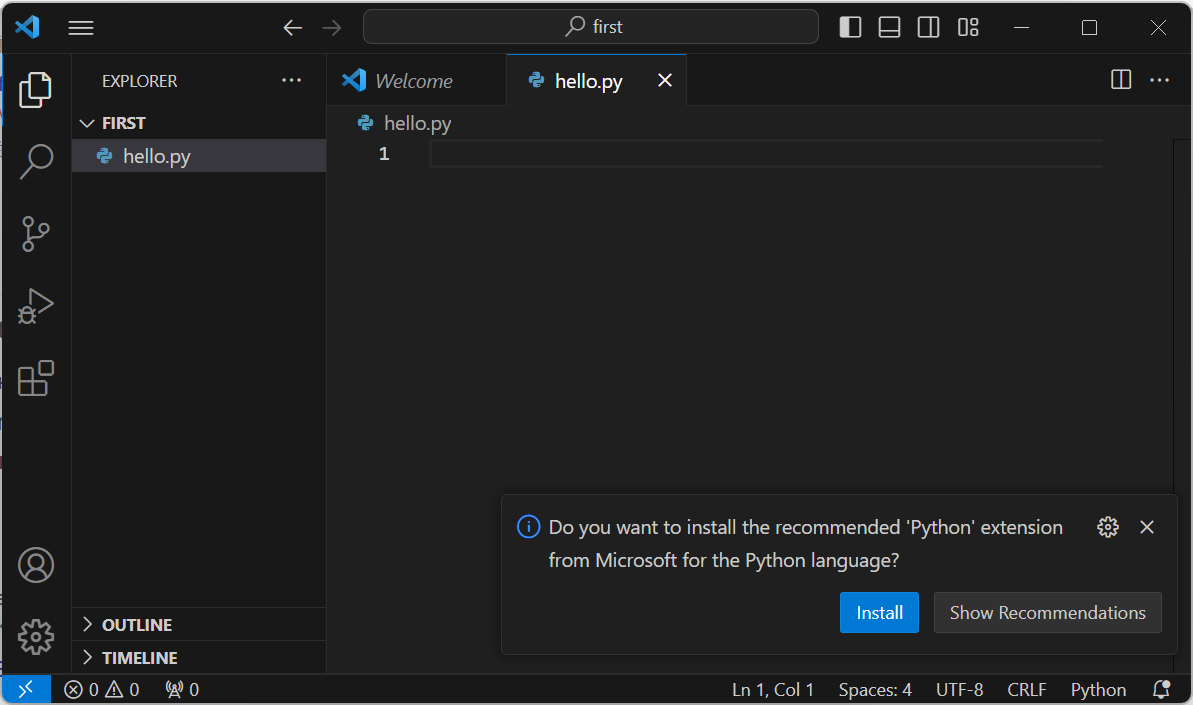 first
EXPLORER
Welcome
hello.py
FIRST
hello.py
hello.py
1
Do you want to install the recommended 'Python' extension
from Microsoft for the Python language?
Install
Show Recommendations
OUTLINE
TIMELINE
0
0
0
Ln 1, Col 1
Spaces: 4
UTF-8
CRLF
Python